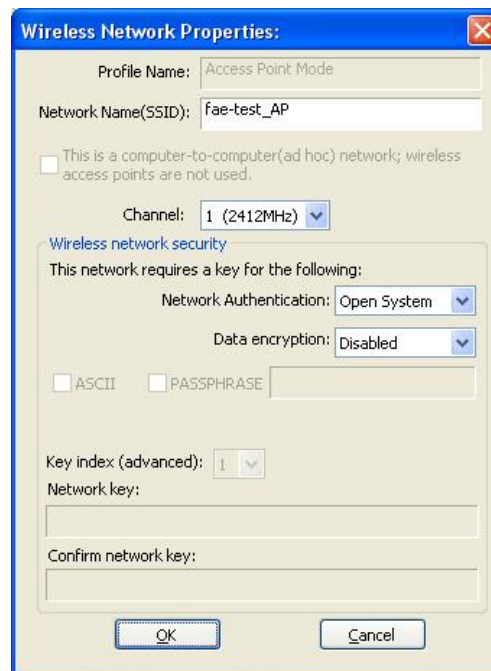 Wireless Network Properties:
Profile Name: Access Point Mode
Network Name(SSID): fae-test_AP
This is a computer-to-computer(ad hoc) network; wireless
access points are not used.
Channel: 1 (2412MHz)
Wireless network security
This network requires a key for the following:
Network Authentication: Open System
Data encryption: Disabled
ASCII PASSPHRASE
Key index (advanced): 1
Network key:
Confirm network key:
OK Cancel